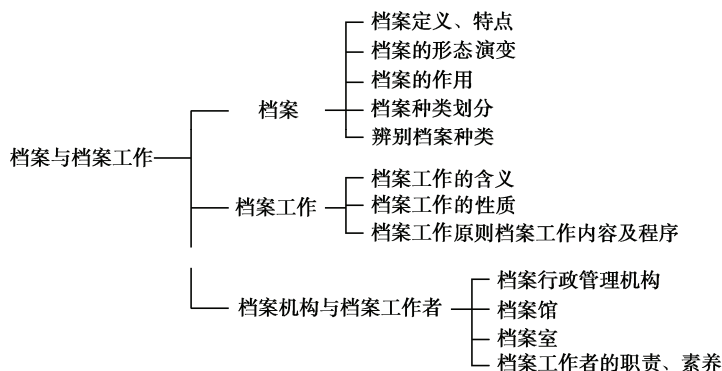 档案定义、特点
档案的形态演变
档案的作用
档案
档案种类划分
辨别档案种类
档案与档案工作
档案工作的含义
档案工作
档案工作的性质
档案工作原则档案工作内容及程序
档案行政管理机构
档案机构与档案工作者
档案馆
档案室
档案工作者的职责、素养